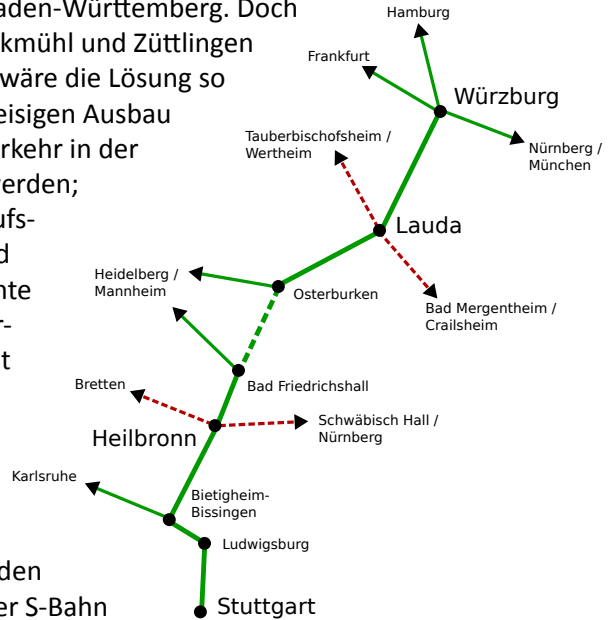 aden-Württemberg. Doch
kmühl und Züttlingen
wäre die Lösung so
eisigen Ausbau
rkehr in der
werden;
ufs-
d
nte
r-
t
den
er S-Bahn
Hamburg
Frankfurt
Würzburg
Nürnberg /
München
Tauberbischofsheim /
Wertheim
Lauda
Heidelberg /
Mannheim
Osterburken
Bad Mergentheim /
Crailsheim
Bad Friedrichshall
Bretten
Heilbronn
Schwäbisch Hall /
Nürnberg
Karlsruhe
Bietigheim-
Bissingen
Ludwigsburg
Stuttgart